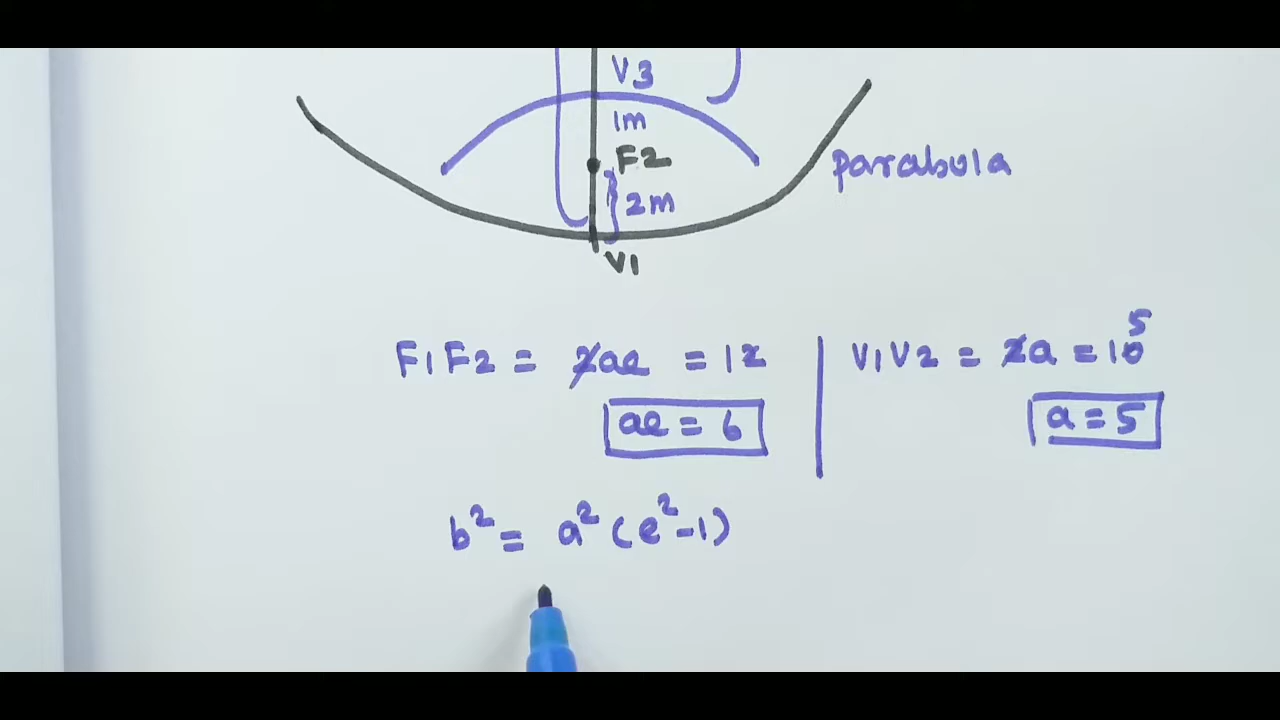 V3
1m
F2
parabula
2m
V1
F1F2 = 2ae = 12 | V1V2 = 2a = 10 5
ae = 6
a = 5
b² = a² (e² - 1)